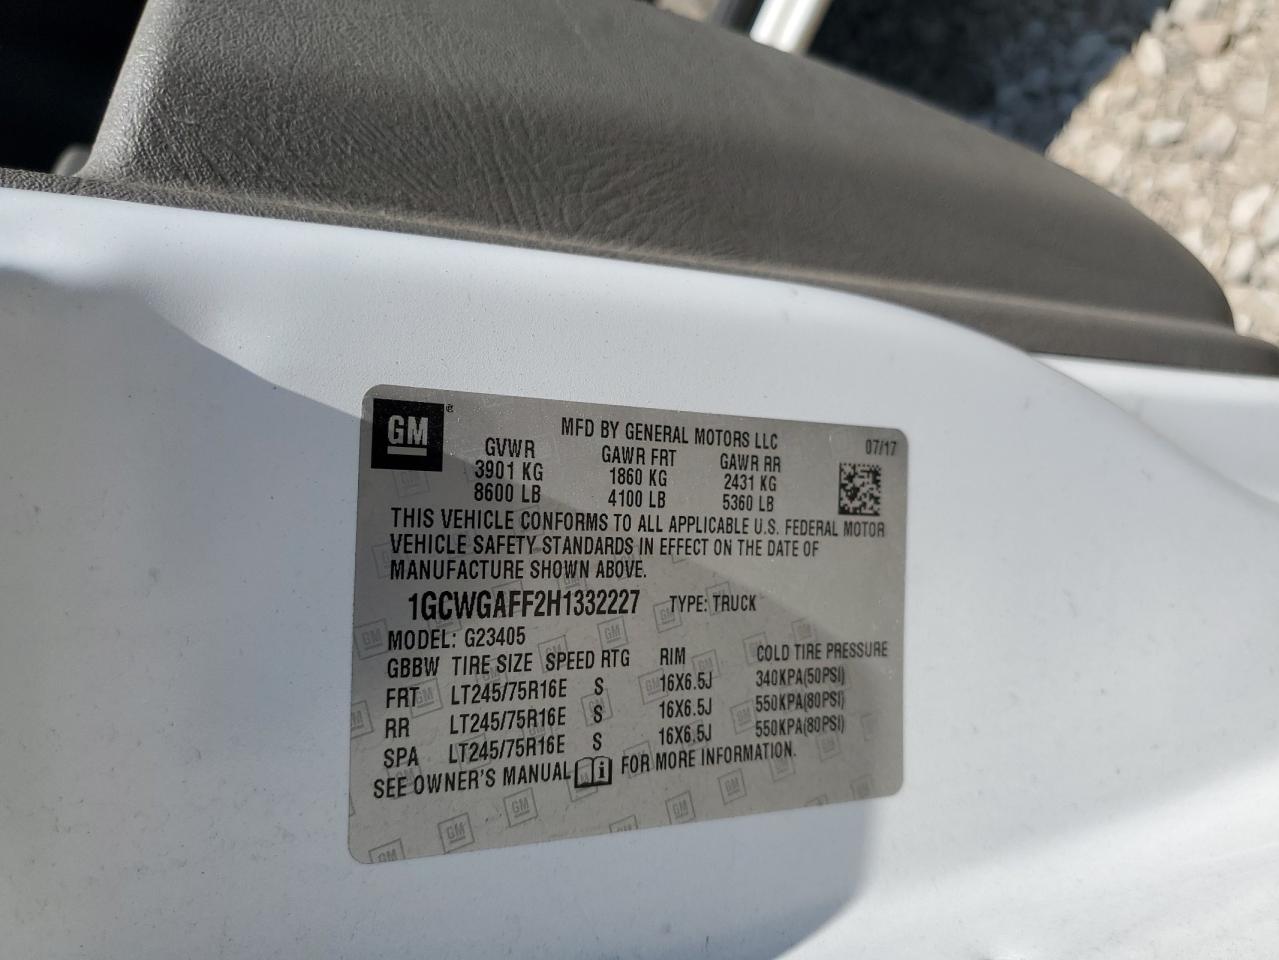 GM ®
MFD BY GENERAL MOTORS LLC 07/17
GVWR GAWR FRT GAWR RR
3901 KG 1860 KG 2431 KG
8600 LB 4100 LB 5360 LB
THIS VEHICLE CONFORMS TO ALL APPLICABLE U.S. FEDERAL MOTOR
VEHICLE SAFETY STANDARDS IN EFFECT ON THE DATE OF
MANUFACTURE SHOWN ABOVE.
1GCWGAFF2H1332227 TYPE: TRUCK
MODEL: G23405
GBBW TIRE SIZE SPEED RTG RIM COLD TIRE PRESSURE
FRT LT245/75R16E S 16X6.5J 340KPA(50PSI)
RR LT245/75R16E S 16X6.5J 550KPA(80PSI)
SPA LT245/75R16E S 16X6.5J 550KPA(80PSI)
SEE OWNER'S MANUAL FOR MORE INFORMATION.